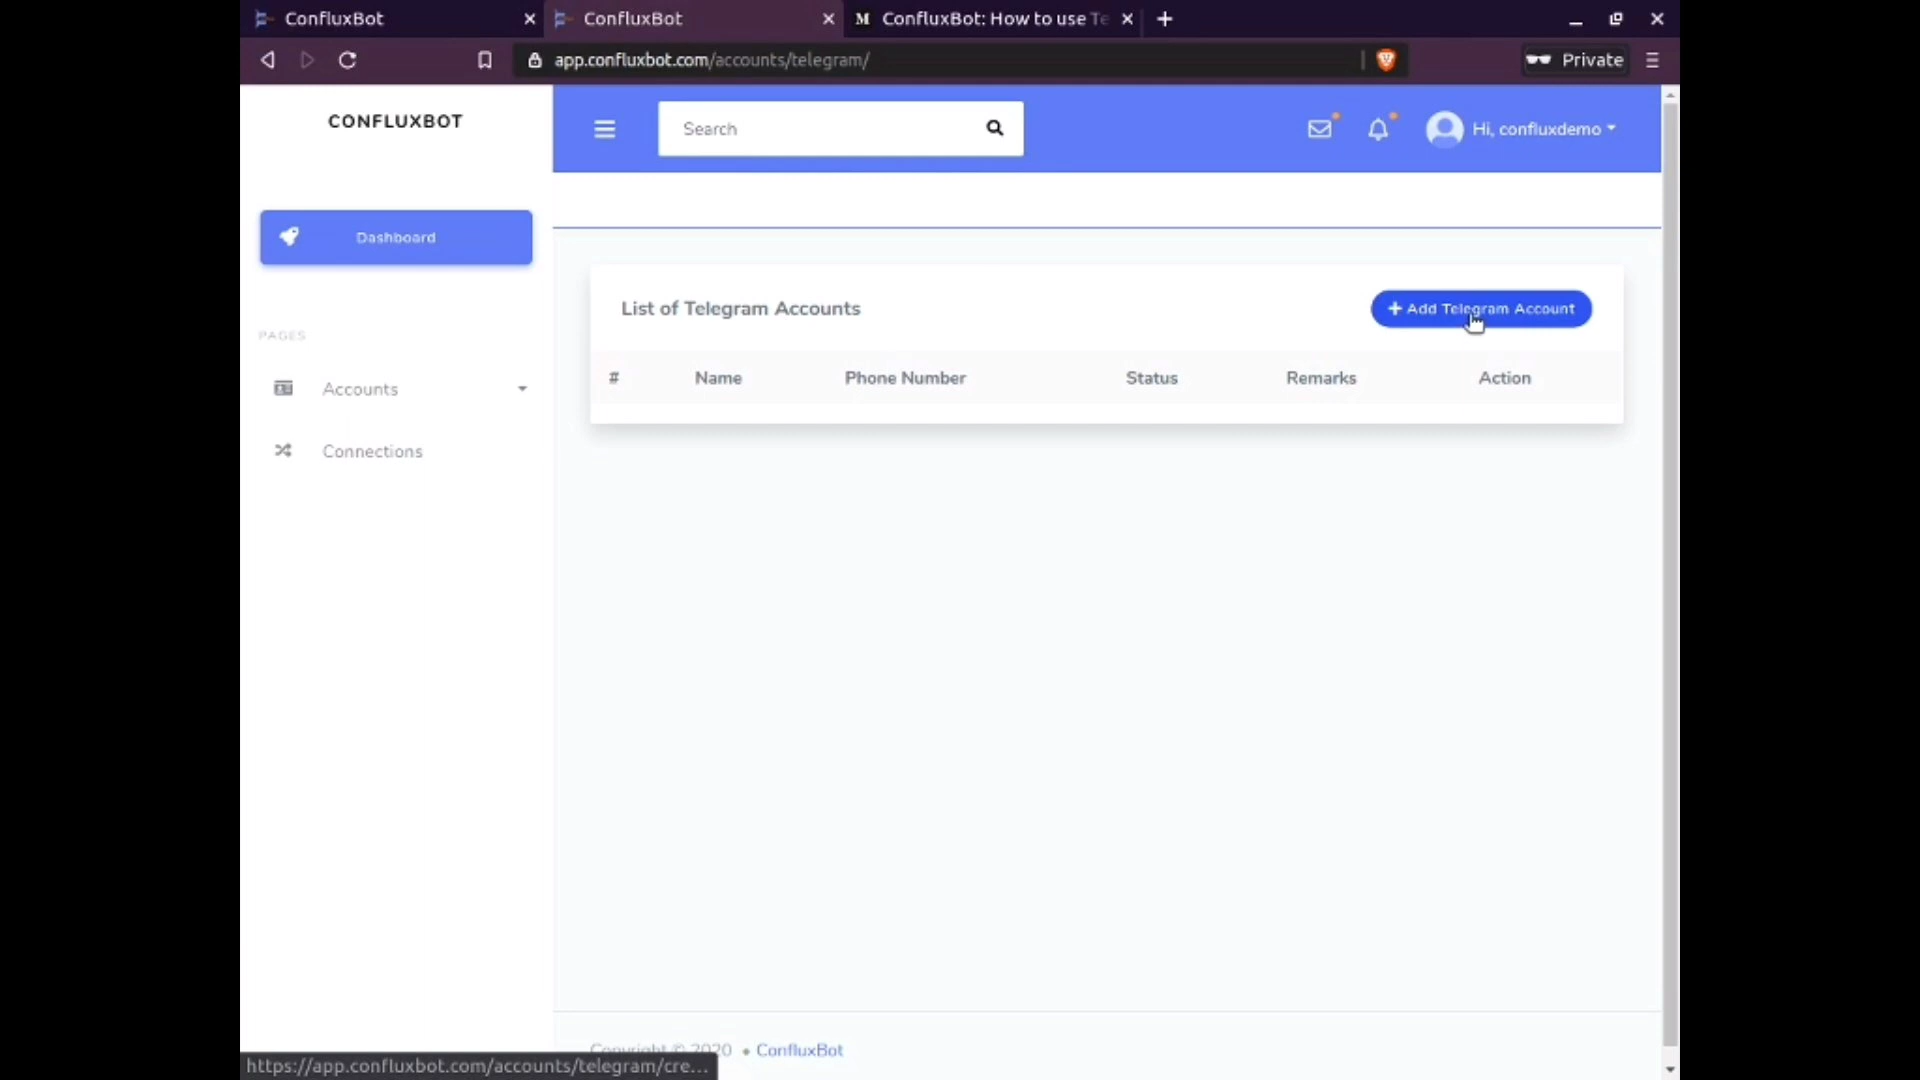 ConfluxBot
ConfluxBot
M ConfluxBot: How to use Te
app.confluxbot.com/accounts/telegram/
Private
CONFLUXBOT
Search
Hi, confluxdemo
Dashboard
PAGES
Accounts
Connections
List of Telegram Accounts
+ Add Telegram Account
# Name Phone Number Status Remarks Action
Copyright © 2020 • ConfluxBot
https://app.confluxbot.com/accounts/telegram/cre...